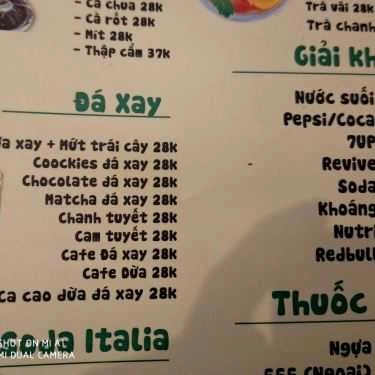 - Cà chua 28k
- Cà rốt 28k
- Mít 28k
- Thập cẩm 37k
Đá Xay
xay + Mứt trái cây 28k
Coockies đá xay 28k
Chocolate đá xay 28k
Matcha đá xay 28k
Chanh tuyết 28k
Cam tuyết 28k
Cafe Đá xay 28k
Cafe Dừa 28k
Ca cao dừa đá xay 28k
Soda Italia
Trà vải 28k
Trà chanh
Giải
Nước suối
Pepsi/Coca
7UP
Revive
Soda
Khoáng
Nutri
Redbull
Thuốc
Ngựa
555 (Ngoại)
SHOT ON MI A1
MI DUAL CAMERA